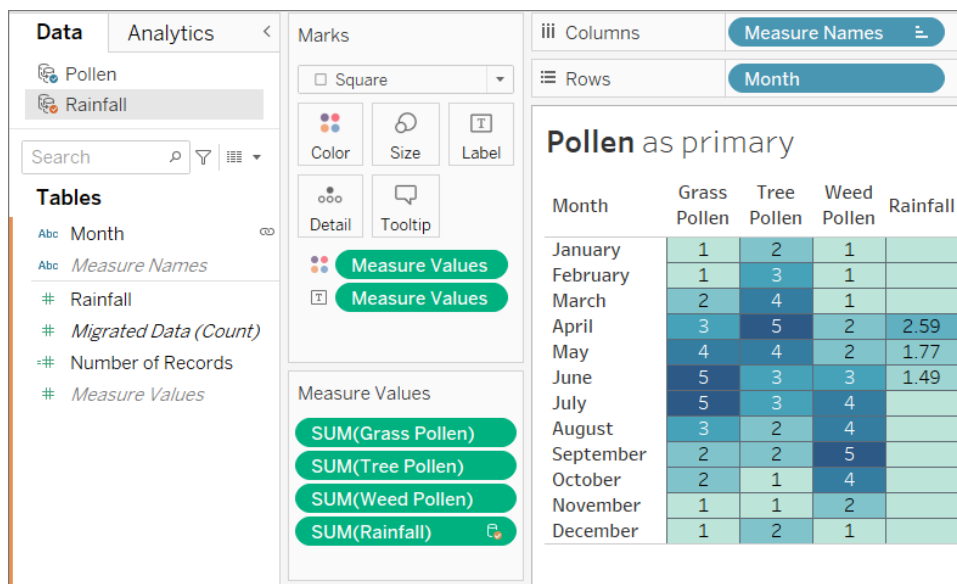 Data Analytics <
Pollen
Rainfall
Search
Tables
Abc Month
Abc Measure Names
# Rainfall
# Migrated Data (Count)
=# Number of Records
# Measure Values
Marks
Square
Color Size Label
T
Detail Tooltip
Measure Values
T Measure Values
Measure Values
SUM(Grass Pollen)
SUM(Tree Pollen)
SUM(Weed Pollen)
SUM(Rainfall)
iii Columns Measure Names
Rows Month
Pollen as primary
Month Grass Pollen Tree Pollen Weed Pollen Rainfall
January 1 2 1
February 1 3 1
March 2 4 1
April 3 5 2 2.59
May 4 4 2 1.77
June 5 3 3 1.49
July 5 3 4
August 3 2 4
September 2 2 5
October 2 1 4
November 1 1 2
December 1 2 1